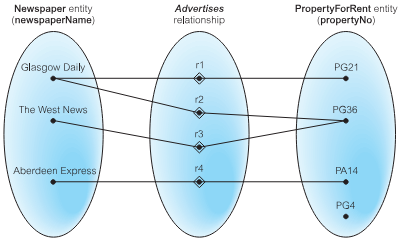 Newspaper entity
(newspaperName)
Advertises
relationship
PropertyForRent entity
(propertyNo)
Glasgow Daily
r1
PG21
r2
The West News
PG36
r3
Aberdeen Express
r4
PA14
PG4